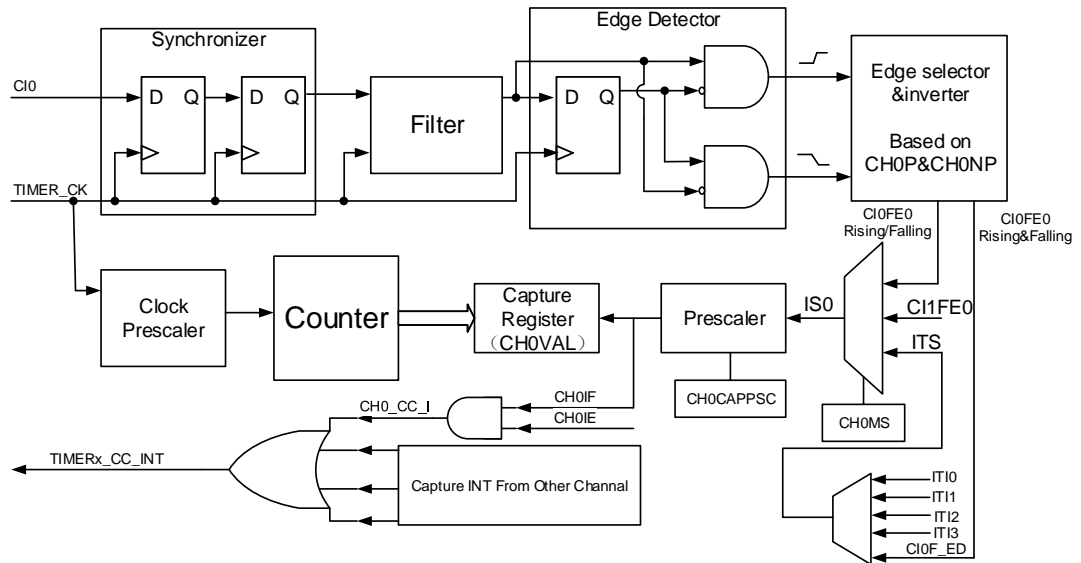 Edge Detector
Synchronizer
CI0
D Q
D Q
Filter
D Q
Edge selector
&inverter
Based on
CH0P&CH0NP
TIMER_CK
CI0FE0
Rising/Falling
CI0FE0
Rising&Falling
Clock
Prescaler
Counter
Capture
Register
（CH0VAL）
Prescaler
IS0
CI1FE0
ITS
CH0CAPPSC
CH0MS
CH0_CC_I
CH0IF
CH0IE
TIMERx_CC_INT
Capture INT From Other Channel
ITI0
ITI1
ITI2
ITI3
CI0F_ED